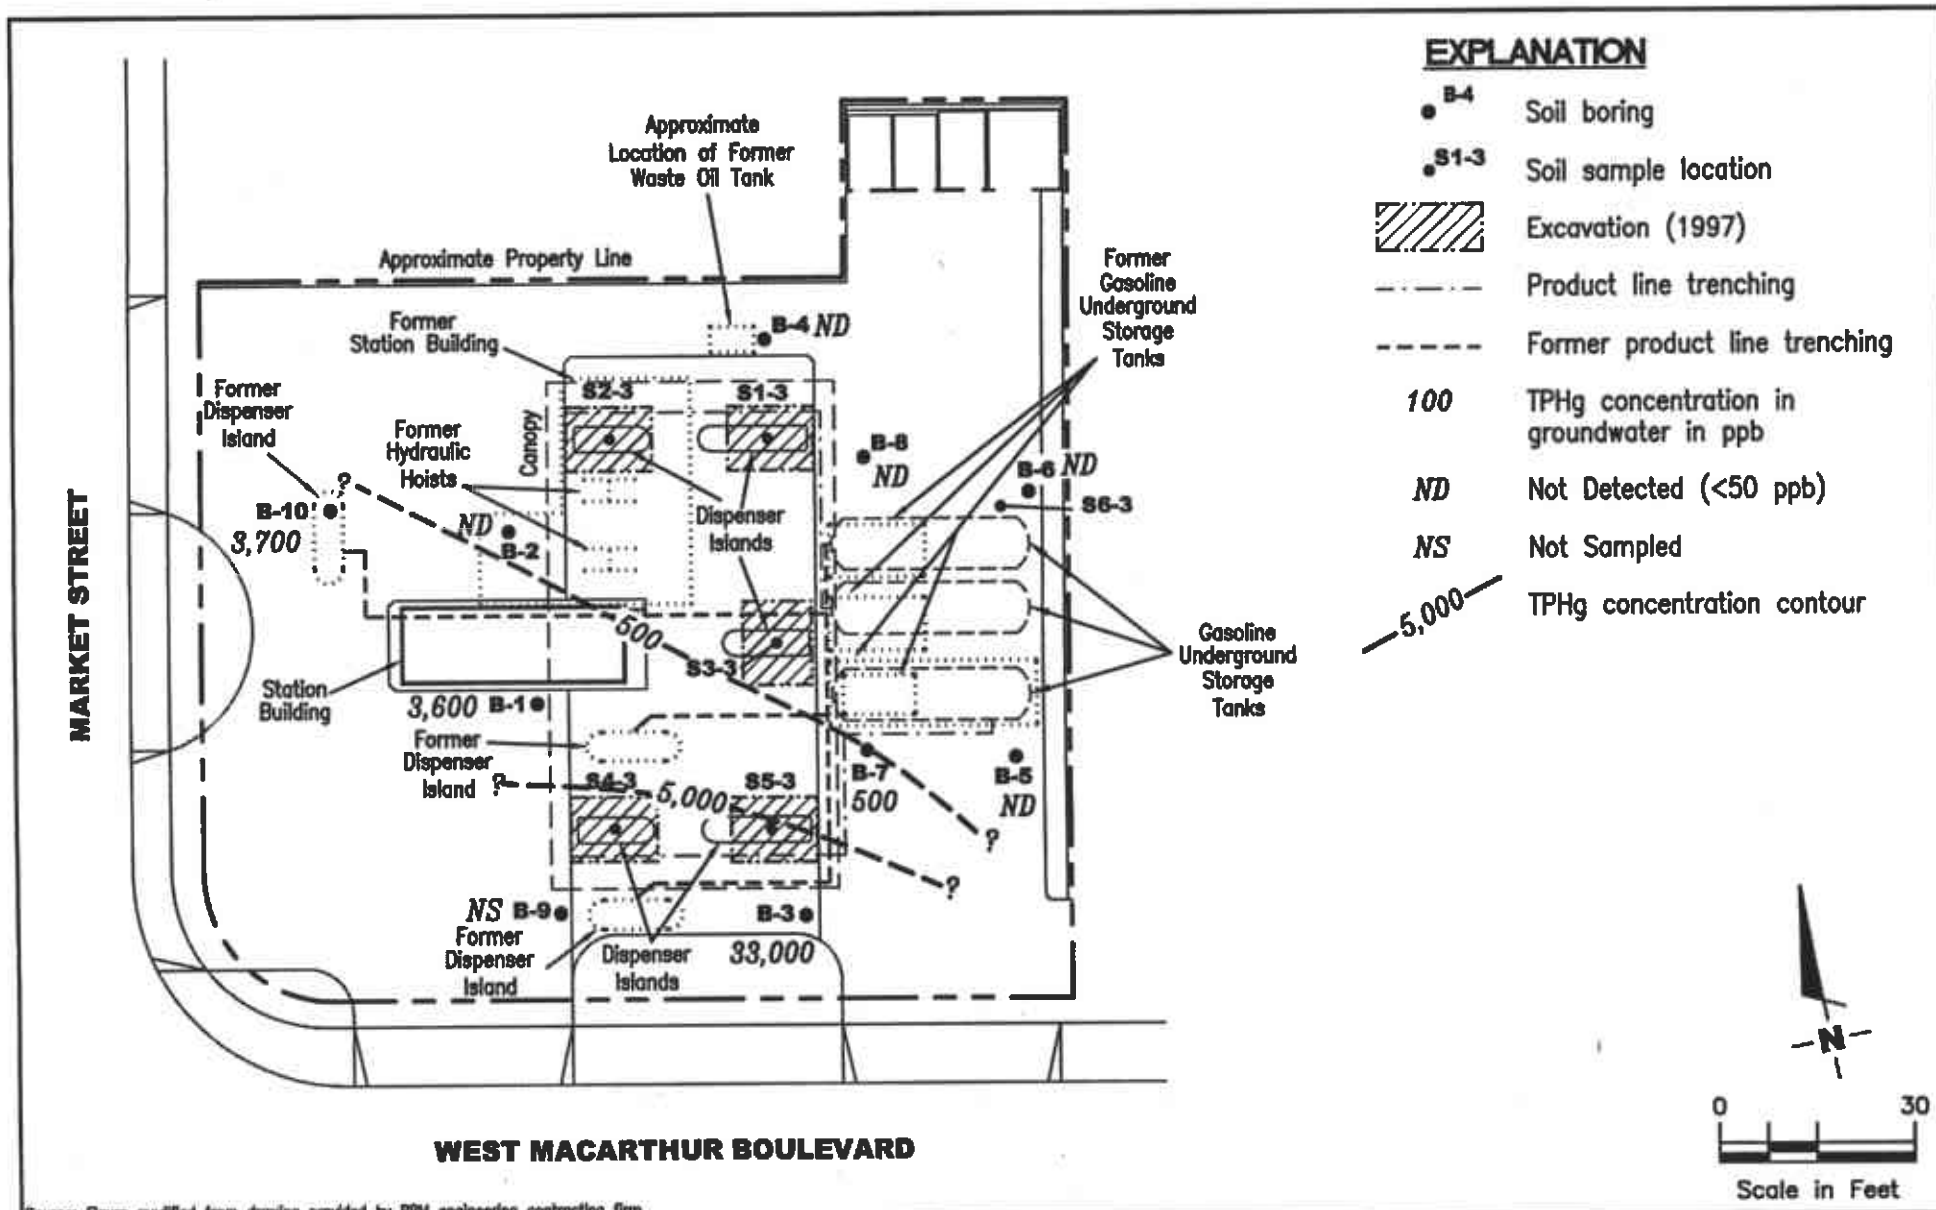 EXPLANATION
B-4
Soil boring
S1-3
Soil sample location
Excavation (1997)
Product line trenching
Former product line trenching
100
TPHg concentration in
groundwater in ppb
ND
Not Detected (<50 ppb)
NS
Not Sampled
5,000
TPHg concentration contour
Approximate
Location of Former
Waste Oil Tank
Approximate Property Line
Former
Gasoline
Underground
Storage
Tanks
Former
Station Building
B-4 ND
Former
Dispenser
Island
S2-3
S1-3
Canopy
Former
Hydraulic
Hoists
B-8
ND
B-6 ND
S6-3
?
B-10
3,700
ND
B-2
Dispenser
Islands
MARKET STREET
500
S3-3
Gasoline
Underground
Storage
Tanks
Station
Building
3,600 B-1
Former
Dispenser
Island
?
S4-3
5,000
S5-3
B-7
500
B-5
ND
?
?
NS B-9
B-3
33,000
Former
Dispenser
Island
Dispenser
Islands
N
0 30
Scale in Feet
WEST MACARTHUR BOULEVARD